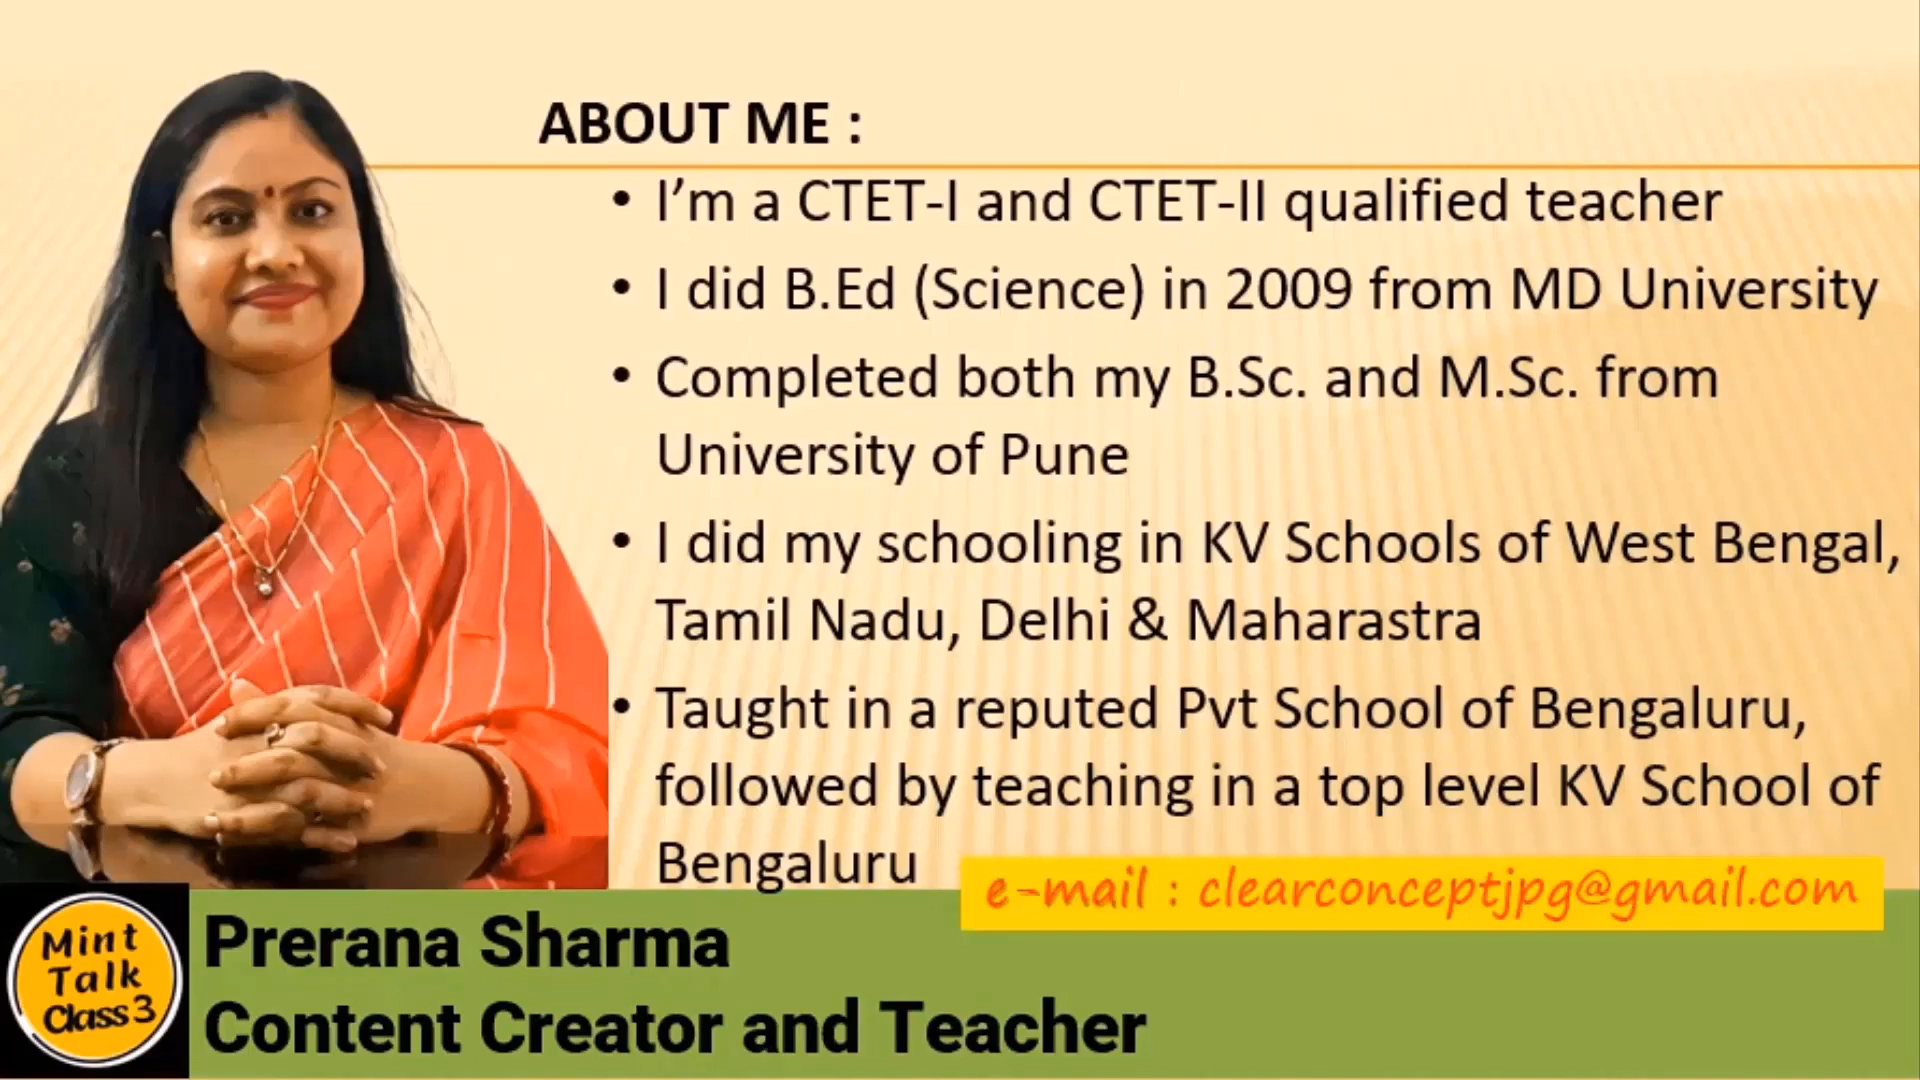 ABOUT ME :
• I’m a CTET-I and CTET-II qualified teacher
• I did B.Ed (Science) in 2009 from MD University
• Completed both my B.Sc. and M.Sc. from
University of Pune
• I did my schooling in KV Schools of West Bengal,
Tamil Nadu, Delhi & Maharastra
• Taught in a reputed Pvt School of Bengaluru,
followed by teaching in a top level KV School of
Bengaluru
e-mail : clearconceptjpg@gmail.com
Mint
Talk
Class 3
Prerana Sharma
Content Creator and Teacher